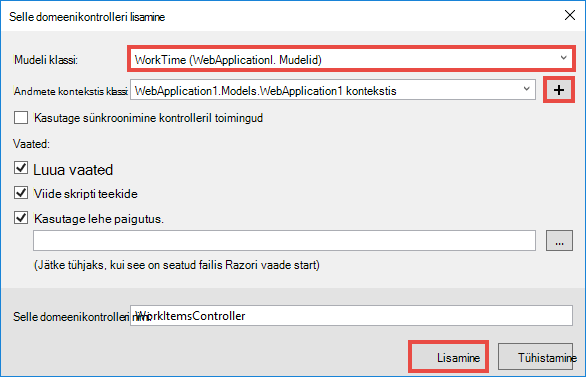 Selle domeenikontrolleri lisamine
Mudeli klassi: WorkTime (WebApplicationl. Mudelid)
Andmete kontekstis klassi: WebApplication1.Models.WebApplication1 kontekstis
+
Kasutage sünkroonimine kontrolleril toimingud
Vaated:
Luua vaated
Viide skripti teekide
Kasutage lehe paigutus.
...
(Jätke tühjaks, kui see on seatud failis Razori vaade start)
Selle domeenikontrolleri nimi: WorkItemsController
Lisamine Tühistamine